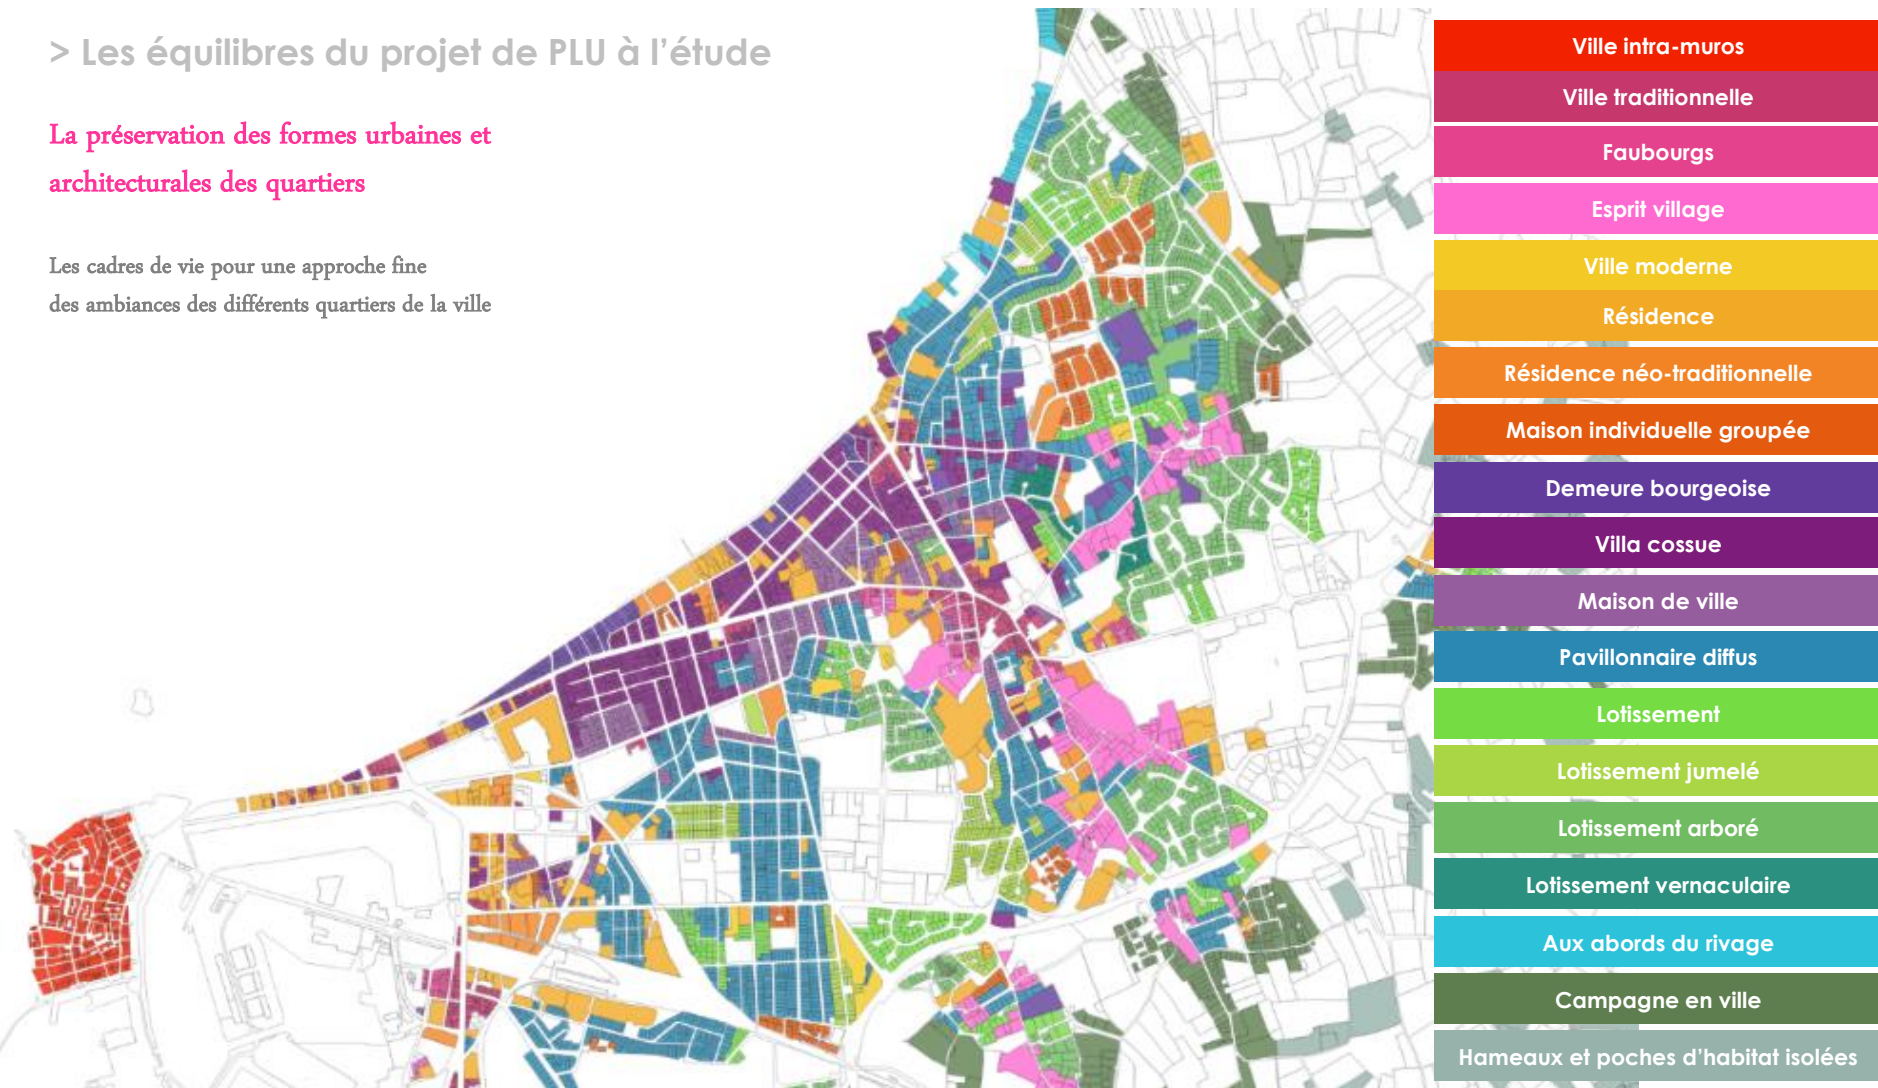 > Les équilibres du projet de PLU à l'étude
La préservation des formes urbaines et
architecturales des quartiers
Les cadres de vie pour une approche fine
des ambiances des différents quartiers de la ville
Ville intra-muros
Ville traditionnelle
Faubourgs
Esprit village
Ville moderne
Résidence
Résidence néo-traditionnelle
Maison individuelle groupée
Demeure bourgeoise
Villa cossue
Maison de ville
Pavillonnaire diffus
Lotissement
Lotissement jumelé
Lotissement arboré
Lotissement vernaculaire
Aux abords du rivage
Campagne en ville
Hameaux et poches d'habitat isolées